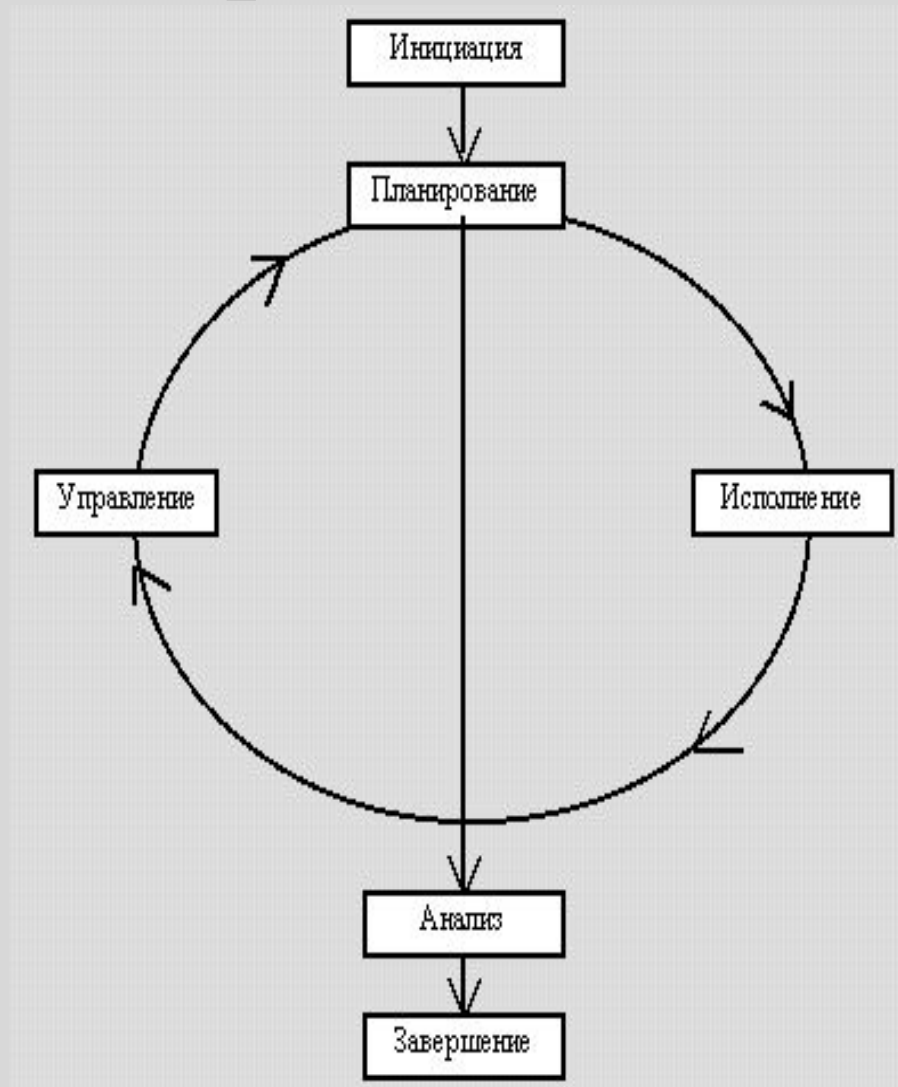 Инициация
Планирование
Управление
Исполнение
Анализ
Завершение